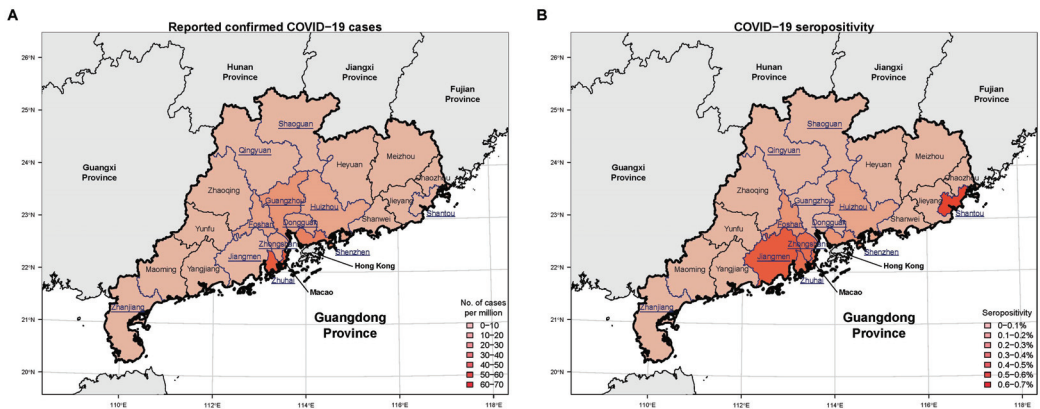 A
Reported confirmed COVID−19 cases
26°N
25°N
24°N
23°N
22°N
21°N
20°N
110°E
112°E
114°E
116°E
118°E
Hunan
Province
Jiangxi
Province
Fujian
Province
Guangxi
Province
Shaoguan
Qingyuan
Heyuan
Meizhou
Chaozhou
Jieyang
Shantou
Zhaoqing
Guangzhou
Huizhou
Shanwei
Yunfu
Foshan
Dongguan
Shenzhen
Zhongshan
Jiangmen
Hong Kong
Maoming
Yangjiang
Zhuhai
Macao
Zhanjiang
Guangdong
Province
No. of cases
per million
0−10
10−20
20−30
30−40
40−50
50−60
60−70
B
COVID−19 seropositivity
26°N
25°N
24°N
23°N
22°N
21°N
20°N
110°E
112°E
114°E
116°E
118°E
Hunan
Province
Jiangxi
Province
Fujian
Province
Guangxi
Province
Shaoguan
Qingyuan
Heyuan
Meizhou
Chaozhou
Jieyang
Shantou
Zhaoqing
Guangzhou
Huizhou
Shanwei
Yunfu
Foshan
Dongguan
Shenzhen
Zhongshan
Jiangmen
Hong Kong
Maoming
Yangjiang
Zhuhai
Macao
Zhanjiang
Guangdong
Province
Seropositivity
0−0.1%
0.1−0.2%
0.2−0.3%
0.3−0.4%
0.4−0.5%
0.5−0.6%
0.6−0.7%